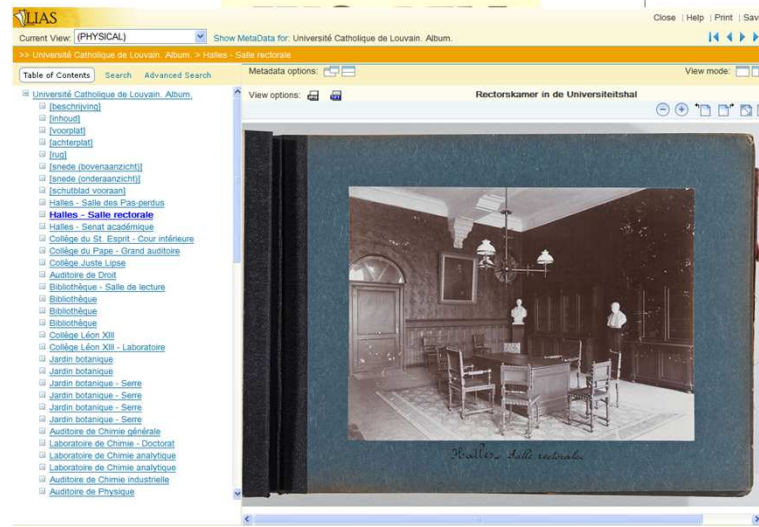 LIAS
Close | Help | Print | Sav
Current View: (PHYSICAL)
Show MetaData for: Université Catholique de Louvain. Album.
>> Université Catholique de Louvain. Album. > Halles - Salle rectorale
Table of Contents Search Advanced Search
Metadata options:
View mode:
View options:
Rectorskamer in de Universiteitshal
Université Catholique de Louvain. Album.
[beschrijving]
[inhoud]
[voorplat]
[achterplat]
[rug]
[snede (bovenaanzicht)]
[snede (onderaanzicht)]
[schutblad vooraan]
Halles - Salle des Pas-perdus
Halles - Salle rectorale
Halles - Senat académique
Collège du St. Esprit - Cour intérieure
Collège du Pape - Grand auditoire
Collège Juste Lipse
Auditoire de Droit
Bibliothèque - Salle de lecture
Bibliothèque
Bibliothèque
Bibliothèque
Collège Léon XIII
Collège Léon XIII - Laboratoire
Jardin botanique
Jardin botanique
Jardin botanique - Serre
Jardin botanique - Serre
Jardin botanique - Serre
Jardin botanique - Serre
Auditoire de Chimie générale
Laboratoire de Chimie - Doctorat
Laboratoire de Chimie analytique
Laboratoire de Chimie analytique
Auditoire de Chimie industrielle
Auditoire de Physique
Halles - Salle rectorale